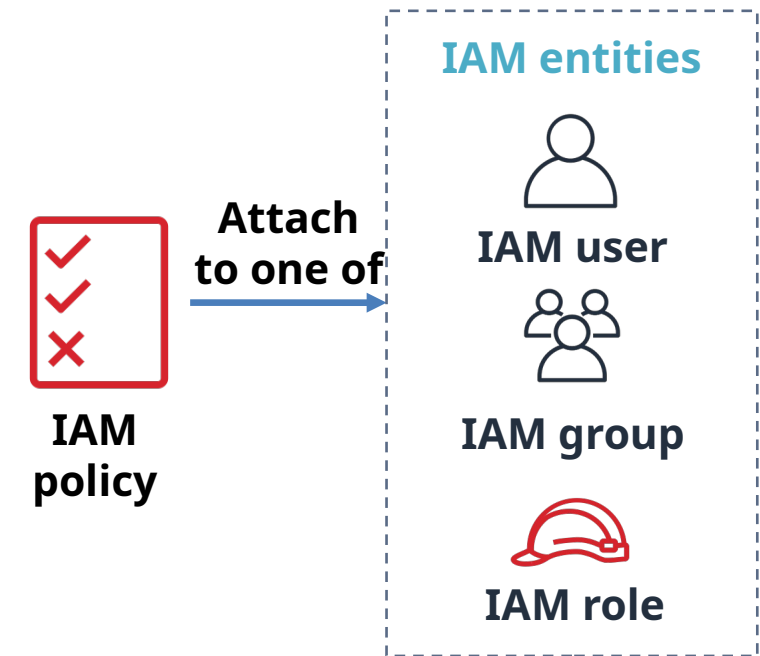 IAM entities
Attach
to one of
IAM user
IAM policy
IAM group
IAM role